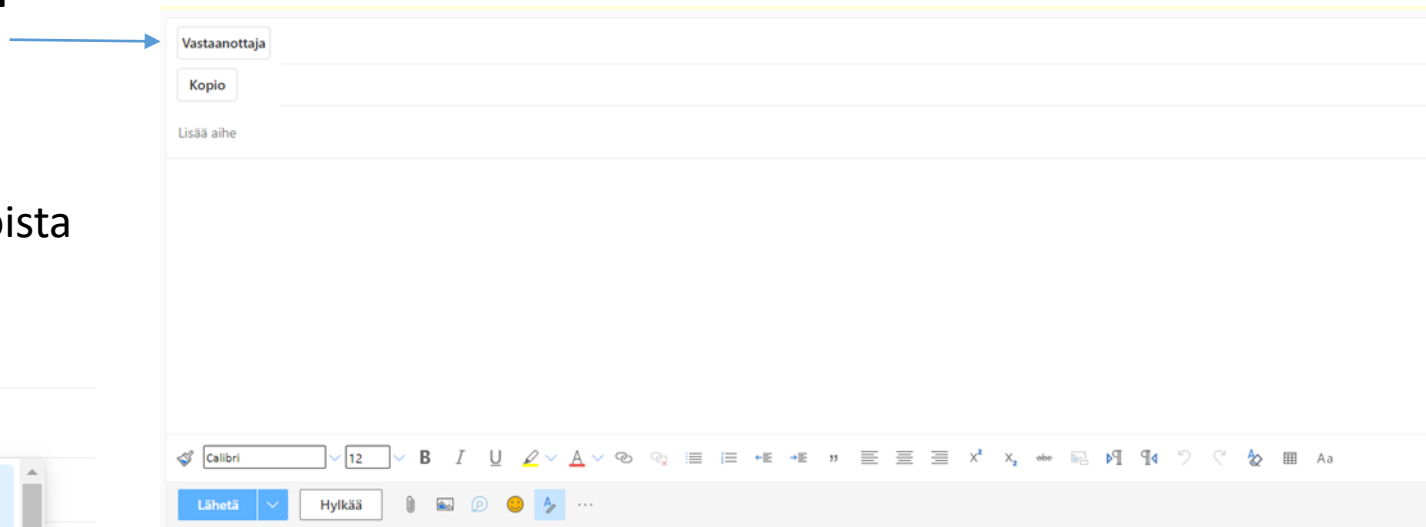 Vastaanottaja
Kopio
Lisää aihe
Calibri 12 B I U A
Lähetä Hylkää